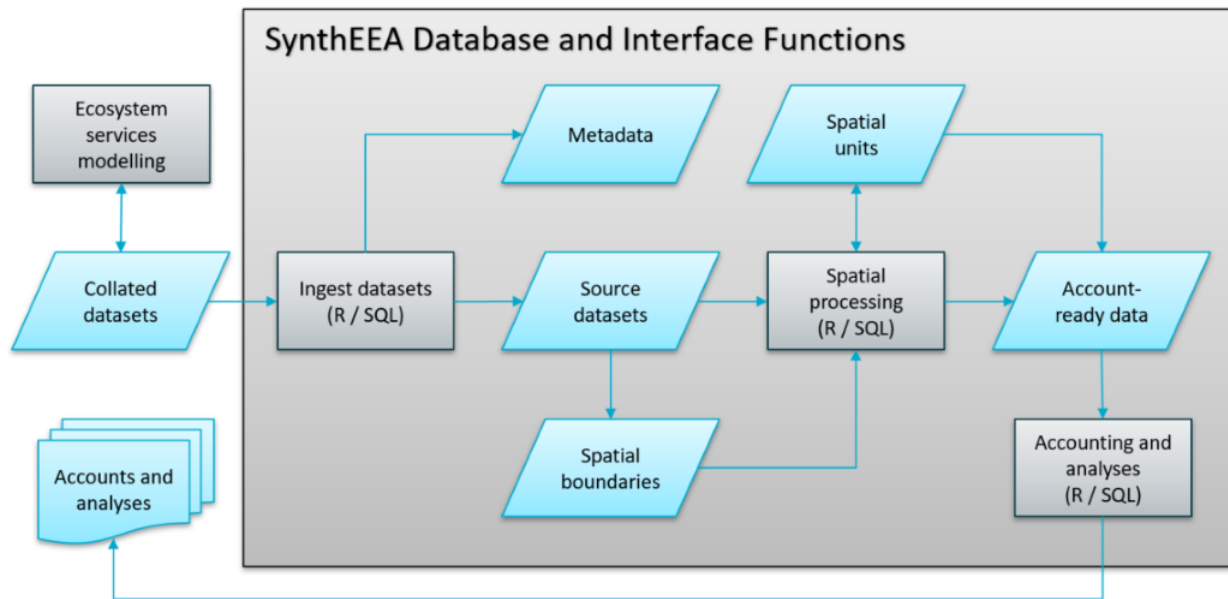 SynthEEA Database and Interface Functions
Ecosystem
services
modelling
Metadata
Spatial
units
Collated
datasets
Ingest datasets
(R / SQL)
Source
datasets
Spatial
processing
(R / SQL)
Account-
ready data
Accounts and
analyses
Spatial
boundaries
Accounting and
analyses
(R / SQL)